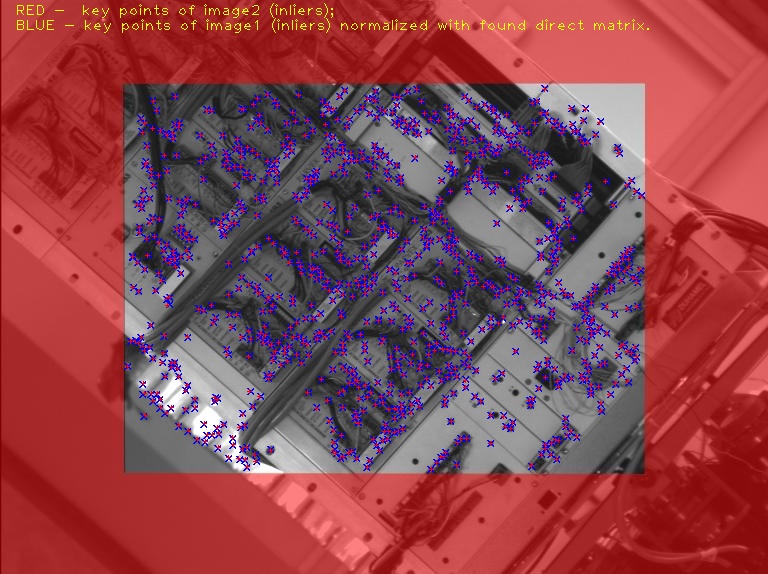 RED - key points of image2 (inliers);
BLUE - key points of image1 (inliers) normalized with found direct matrix.